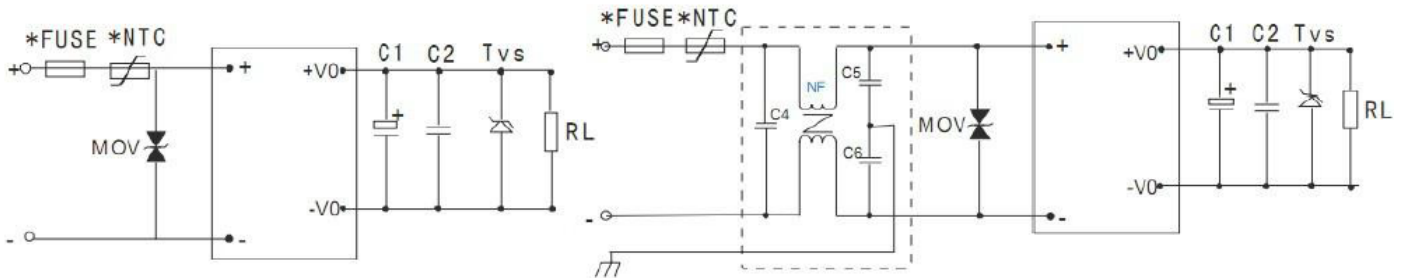 *FUSE *NTC
+
+
+V0
C1
C2
Tvs
+
MOV
RL
-V0
-
-
*FUSE *NTC
+
C4
NF
C5
C6
MOV
+
+V0
C1
C2
Tvs
+
RL
-V0
-
-